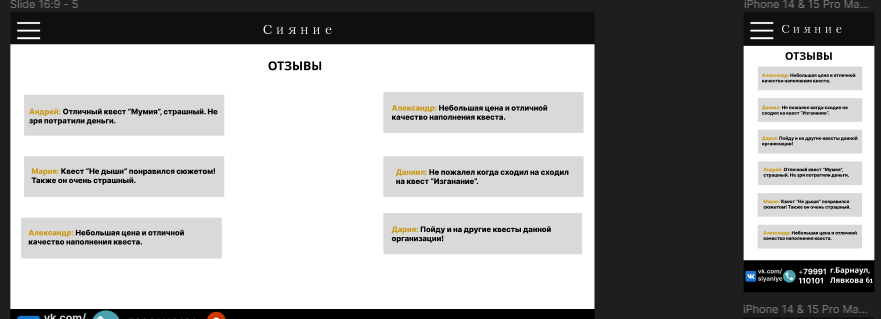 Slide 16:9 - 5
Сияние
ОТЗЫВЫ
Андрей: Отличный квест "Мумия", страшный. Не
зря потратили деньги.
Мария: Квест "Не дыши" понравился сюжетом!
Также он очень страшный.
Александр: Небольшая цена и отличной
качество наполнения квеста.
Александр: Небольшая цена и отличной
качество наполнения квеста.
Даниил: Не пожалел когда сходил на сходил
на квест "Изганание".
Дария: Пойду и на другие квесты данной
организации!
vk.com/
iPhone 14 & 15 Pro Ma...
Сияние
ОТЗЫВЫ
Александр: Небольшая цена и отличной
качество наполнения квеста.
Даниил: Не пожалел когда сходил на
сходил на квест "Изганание".
Дария: Пойду и на другие квесты данной
организации!
Андрей: Отличный квест "Мумия",
страшный. Не зря потратили деньги.
Мария: Квест "Не дыши" понравился
сюжетом! Также он очень страшный.
Александр: Небольшая цена и отличной
качество наполнения квеста.
vk.com/
siyaniye
+79991
110101
г.Барнаул,
Лявкова 61
iPhone 14 & 15 Pro Ma...